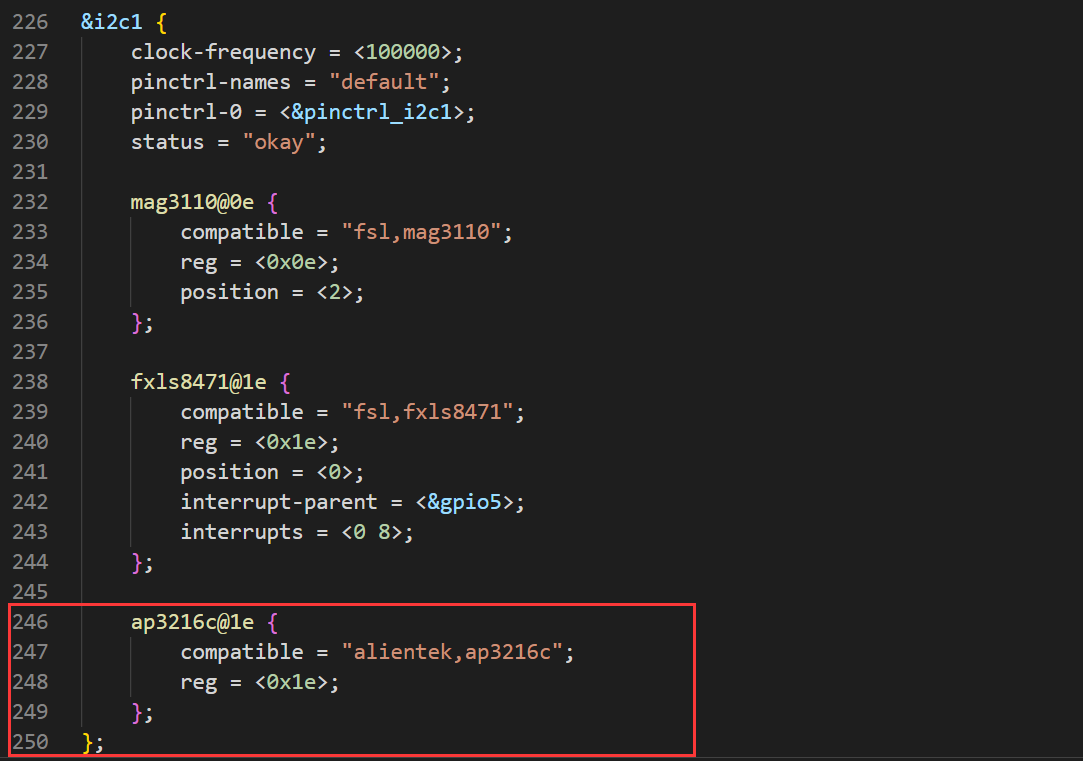 226 &i2c1 {
227 clock-frequency = <100000>;
228 pinctrl-names = "default";
229 pinctrl-0 = <&pinctrl_i2c1>;
230 status = "okay";
231
232 mag3110@0e {
233 compatible = "fsl,mag3110";
234 reg = <0x0e>;
235 position = <2>;
236 };
237
238 fxls8471@1e {
239 compatible = "fsl,fxls8471";
240 reg = <0x1e>;
241 position = <0>;
242 interrupt-parent = <&gpio5>;
243 interrupts = <0 8>;
244 };
245
246 ap3216c@1e {
247 compatible = "alientek,ap3216c";
248 reg = <0x1e>;
249 };
250 };